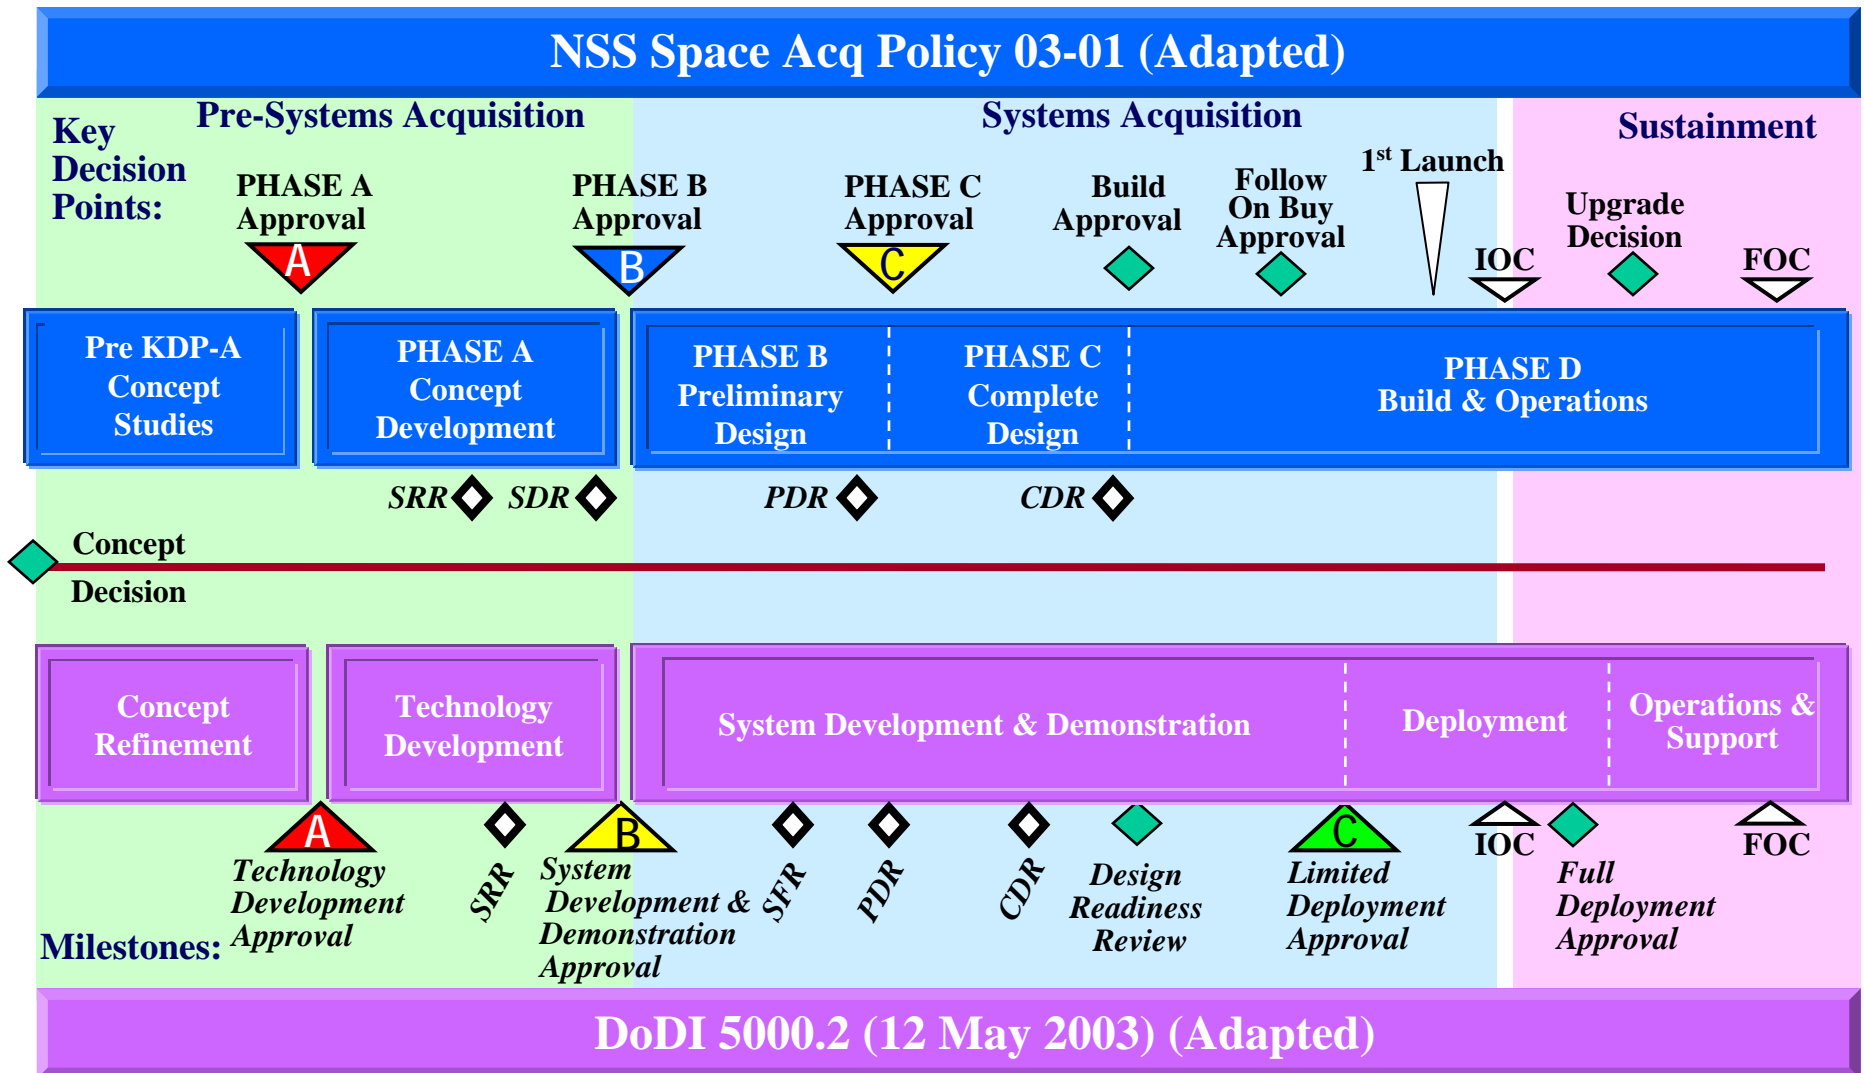 NSS Space Acq Policy 03-01 (Adapted)
Pre-Systems Acquisition
Systems Acquisition
Sustainment
Key
Decision
Points:
PHASE A
Approval
A
PHASE B
Approval
B
PHASE C
Approval
C
Build
Approval
Follow
On Buy
Approval
1st Launch
IOC
Upgrade
Decision
FOC
Pre KDP-A
Concept
Studies
PHASE A
Concept
Development
PHASE B
Preliminary
Design
PHASE C
Complete
Design
PHASE D
Build & Operations
SRR
SDR
PDR
CDR
Concept
Decision
Concept
Refinement
Technology
Development
System Development & Demonstration
Deployment
Operations &
Support
A
Technology
Development
Approval
SRR
B
System
Development &
Demonstration
Approval
SFR
PDR
CDR
Design
Readiness
Review
C
Limited
Deployment
Approval
IOC
Full
Deployment
Approval
FOC
Milestones:
DoDI 5000.2 (12 May 2003) (Adapted)